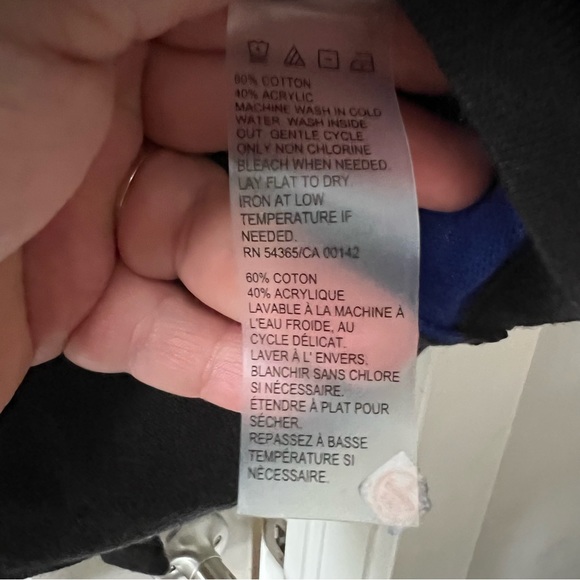 60% COTTON
40% ACRYLIC
MACHINE WASH IN COLD
WATER. WASH INSIDE
OUT. GENTLE CYCLE
ONLY NON CHLORINE
BLEACH WHEN NEEDED.
LAY FLAT TO DRY.
IRON AT LOW
TEMPERATURE IF
NEEDED.
RN 54365/CA 00142
60% COTON
40% ACRYLIQUE
LAVABLE À LA MACHINE À
L'EAU FROIDE, AU
CYCLE DÉLICAT.
LAVER À L' ENVERS.
BLANCHIR SANS CHLORE
SI NÉCESSAIRE.
ÉTENDRE À PLAT POUR
SÉCHER.
REPASSEZ À BASSE
TEMPÉRATURE SI
NÉCESSAIRE.